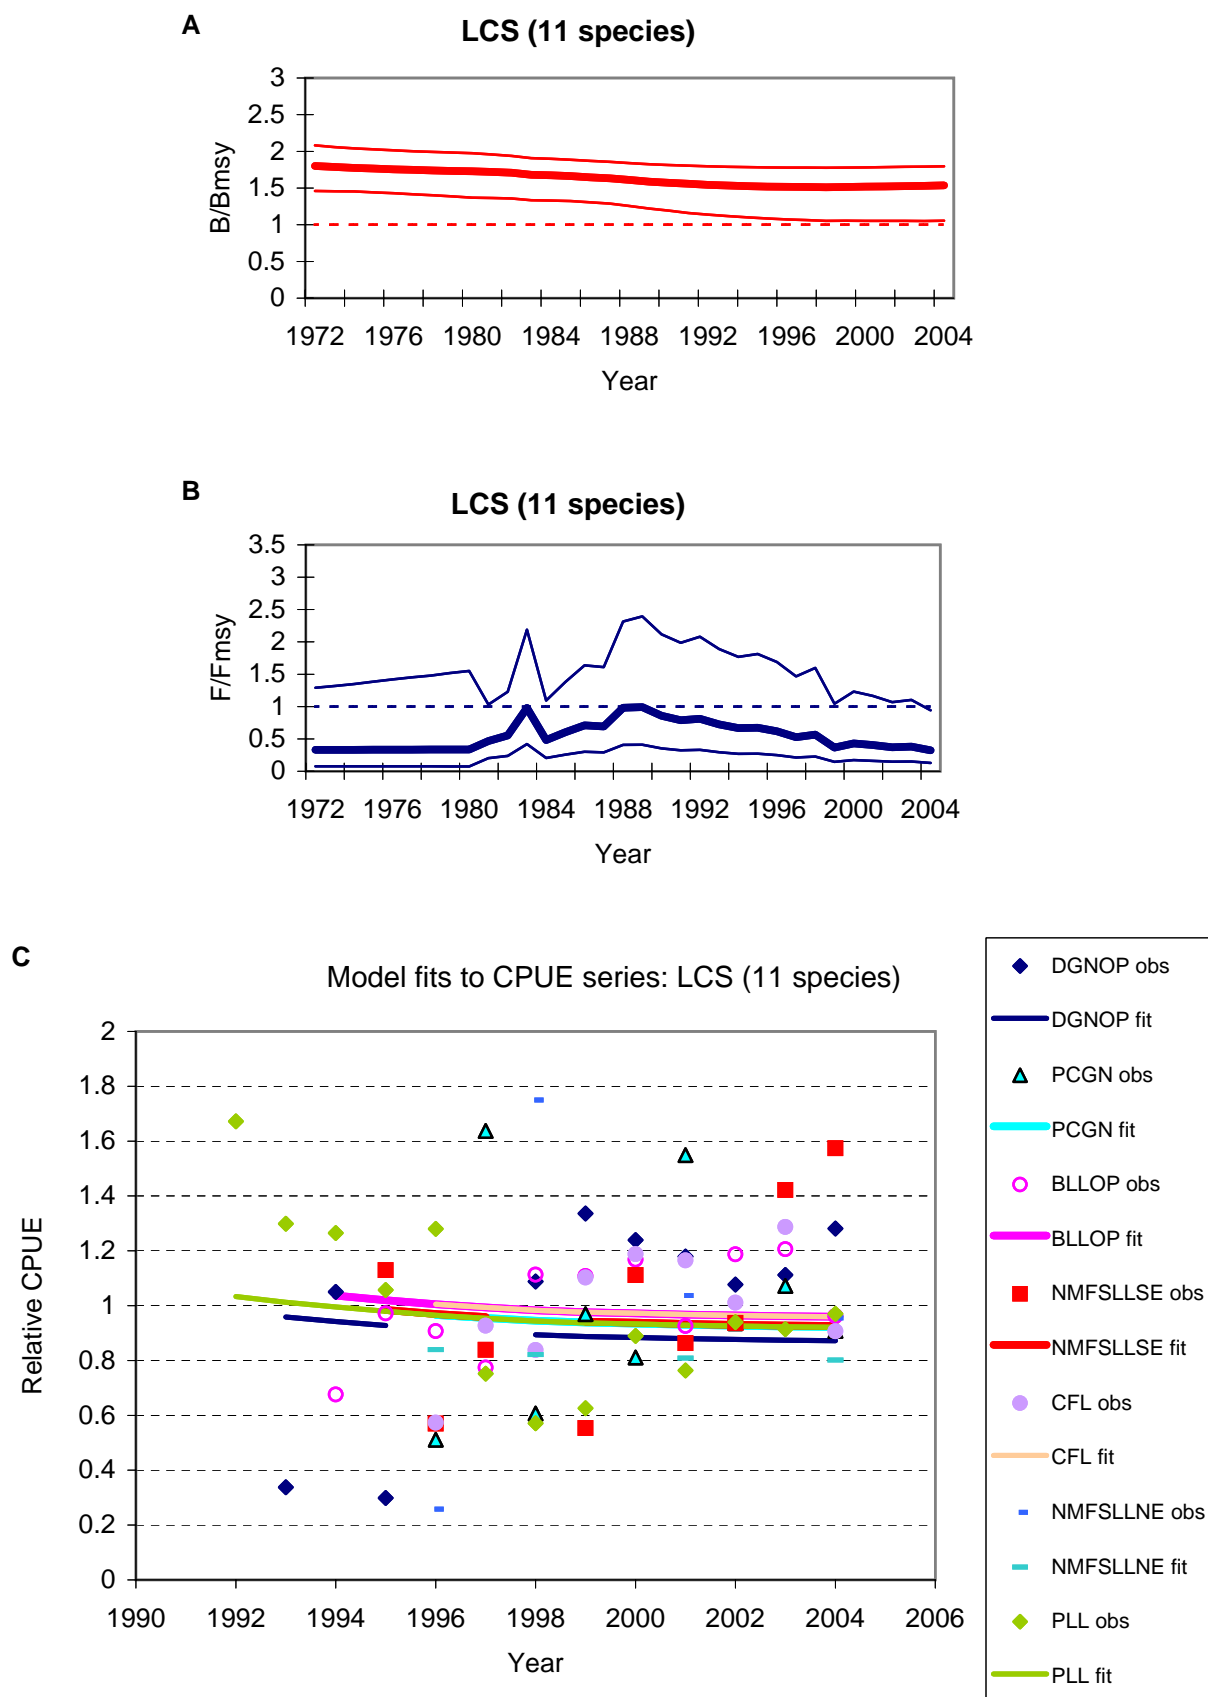 A
LCS (11 species)
3
2.5
2
1.5
1
0.5
0
B/Bmsy
1972 1976 1980 1984 1988 1992 1996 2000 2004
Year
B
LCS (11 species)
3.5
3
2.5
2
1.5
1
0.5
0
F/Fmsy
1972 1976 1980 1984 1988 1992 1996 2000 2004
Year
C
Model fits to CPUE series: LCS (11 species)
2
1.8
1.6
1.4
1.2
1
0.8
0.6
0.4
0.2
0
Relative CPUE
1990 1992 1994 1996 1998 2000 2002 2004 2006
Year
DGNOP obs
DGNOP fit
PCGN obs
PCGN fit
BLLOP obs
BLLOP fit
NMFSLLSE obs
NMFSLLSE fit
CFL obs
CFL fit
NMFSLLNE obs
NMFSLLNE fit
PLL obs
PLL fit